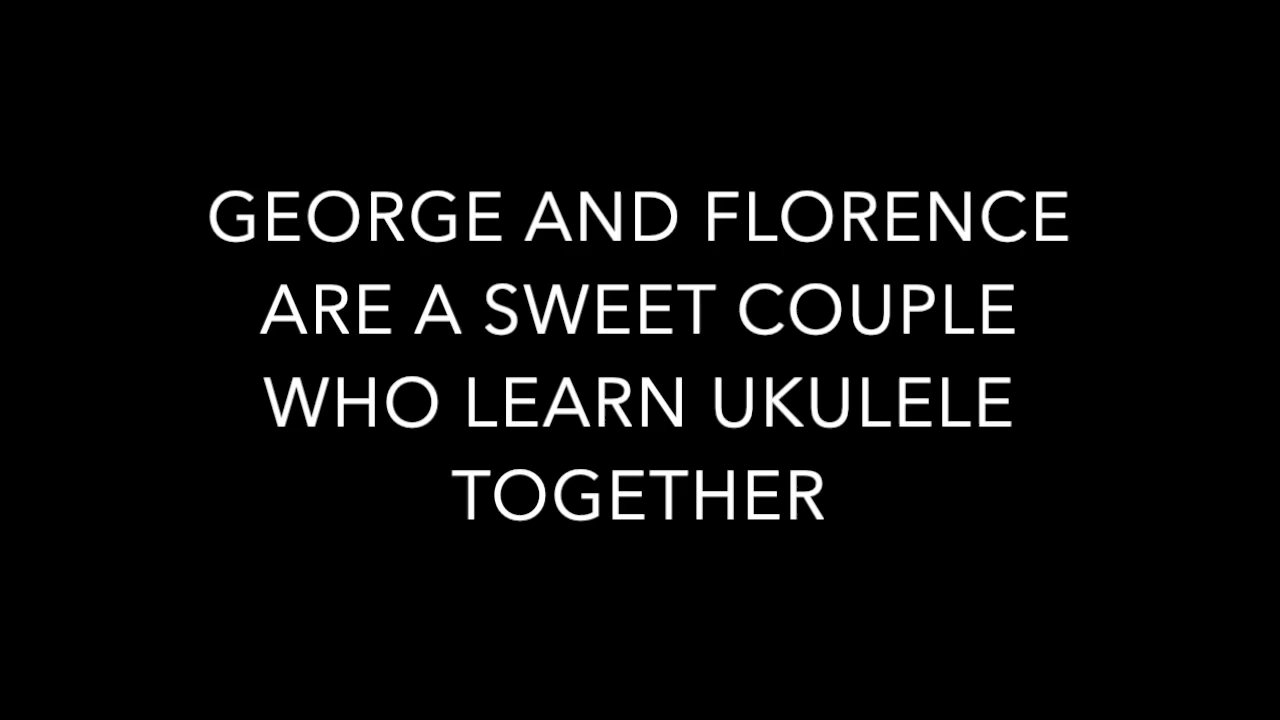 GEORGE AND FLORENCE
ARE A SWEET COUPLE
WHO LEARN UKULELE
TOGETHER